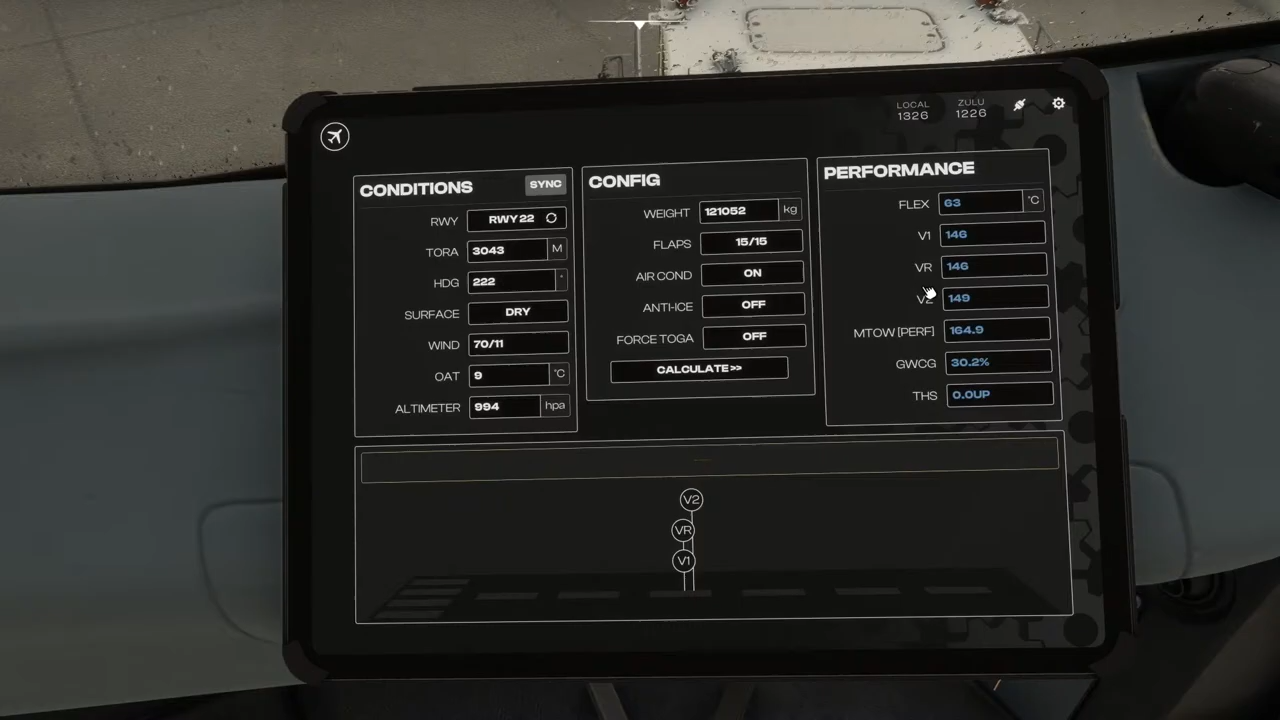 LOCAL
1326
ZULU
1226
CONDITIONS
SYNC
RWY RWY 22
TORA 3043 M
HDG 222 °
SURFACE DRY
WIND 70/11
OAT 9 °C
ALTIMETER 994 hpa
CONFIG
WEIGHT 121052 kg
FLAPS 15/15
AIR COND ON
ANTI-ICE OFF
FORCE TOGA OFF
CALCULATE >>
PERFORMANCE
FLEX 63 °C
V1 146
VR 146
V2 149
MTOW [PERF] 164.9
GWCG 30.2%
THS 0.0UP
V2
VR
V1